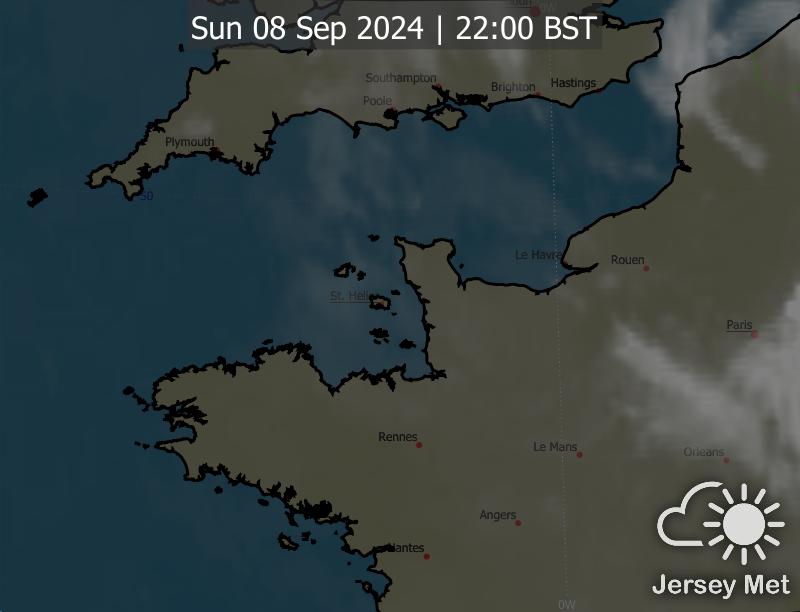 Sun 08 Sep 2024 | 22:00 BST
Southampton
Brighton
Hastings
Poole
Plymouth
50
Le Havre
Rouen
St. Helier
Paris
Rennes
Le Mans
Orleans
Angers
Nantes
Jersey Met
0W